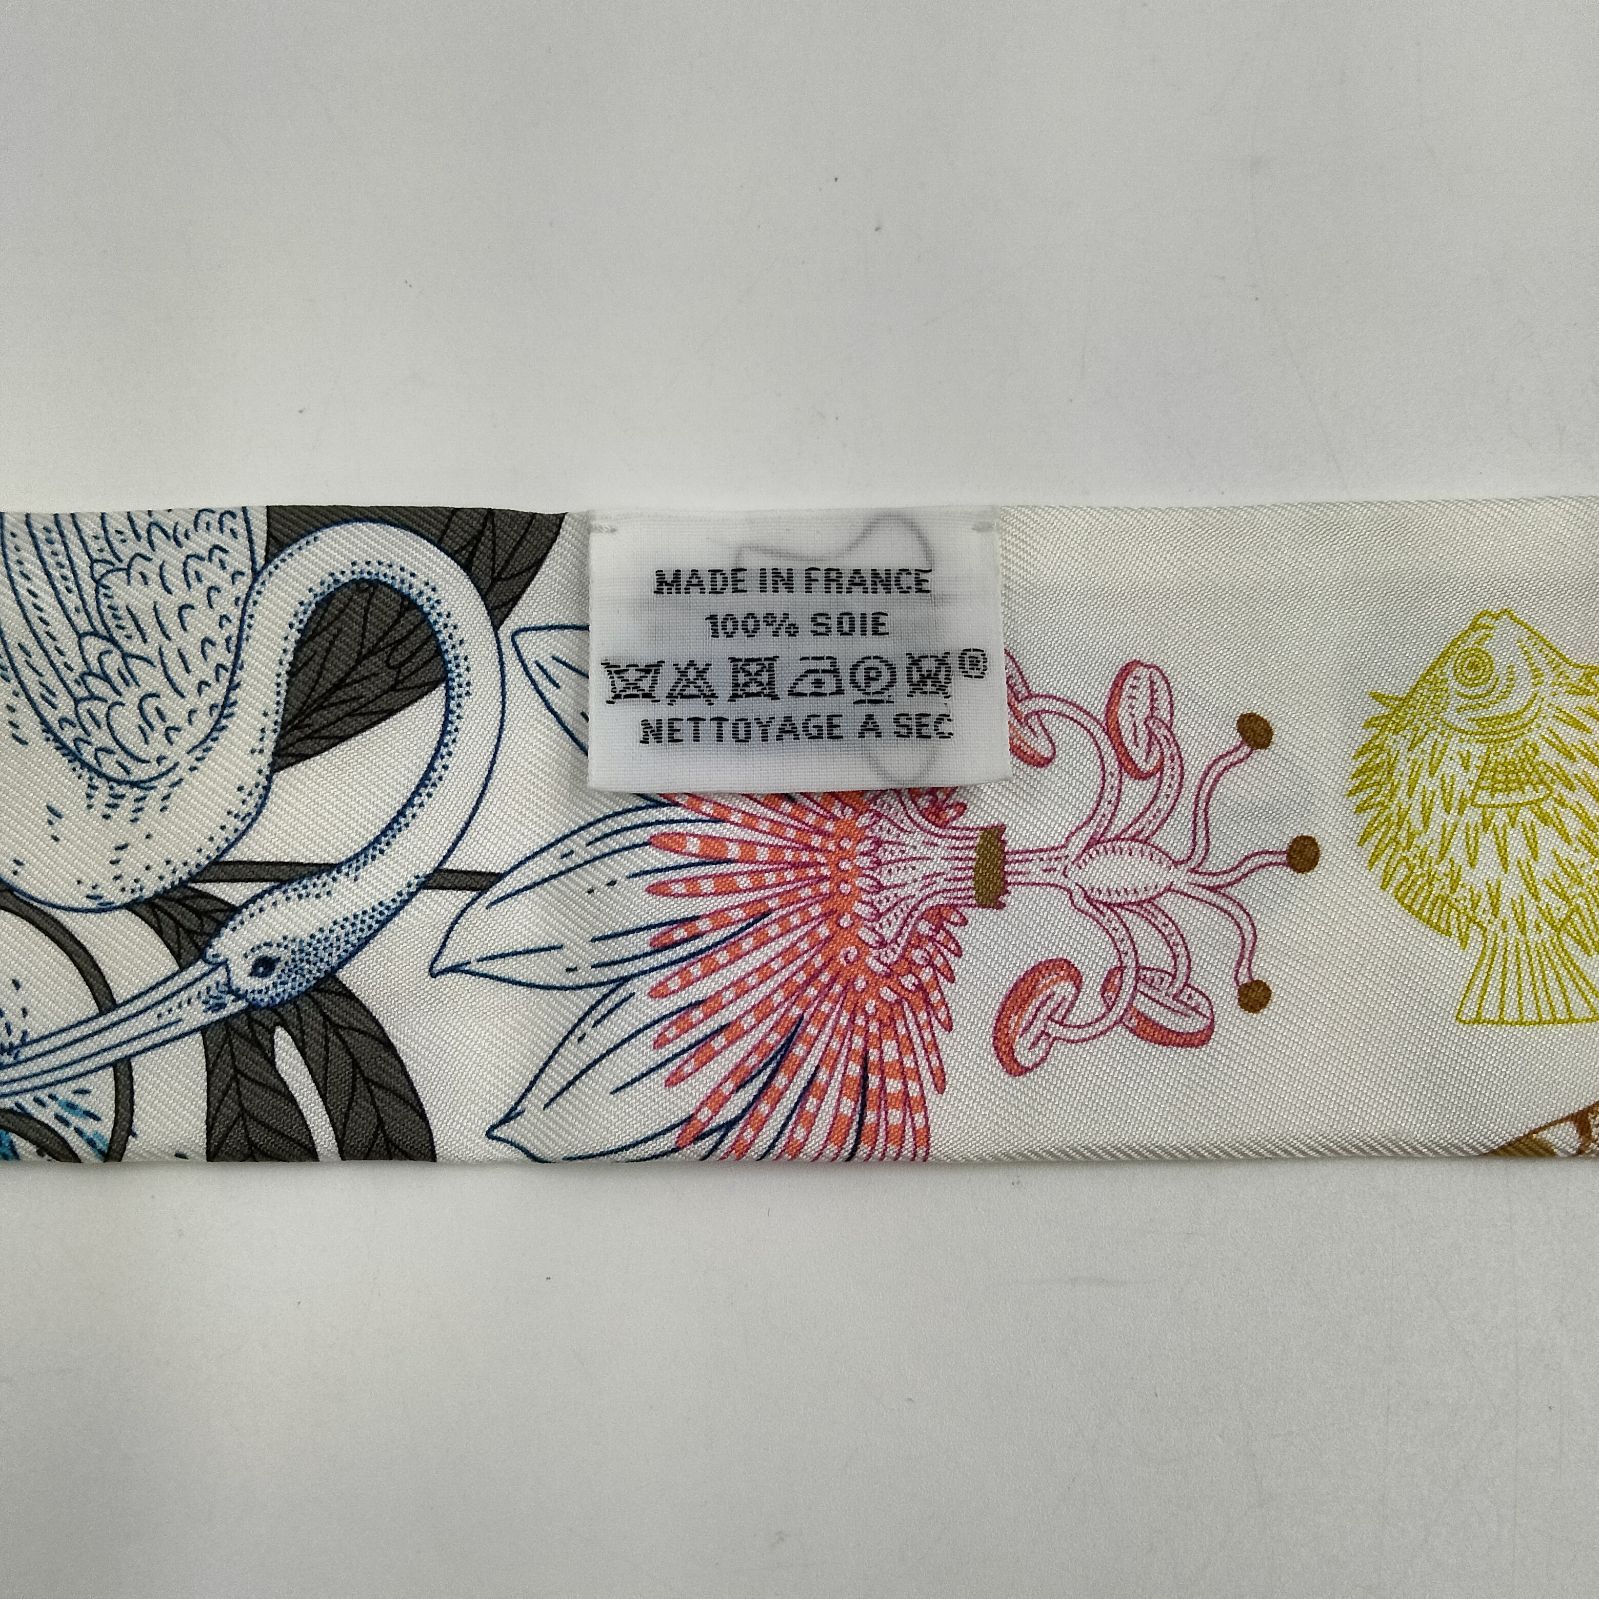 MADE IN FRANCE
100% SOIE
P ®
NETTOYAGE A SEC